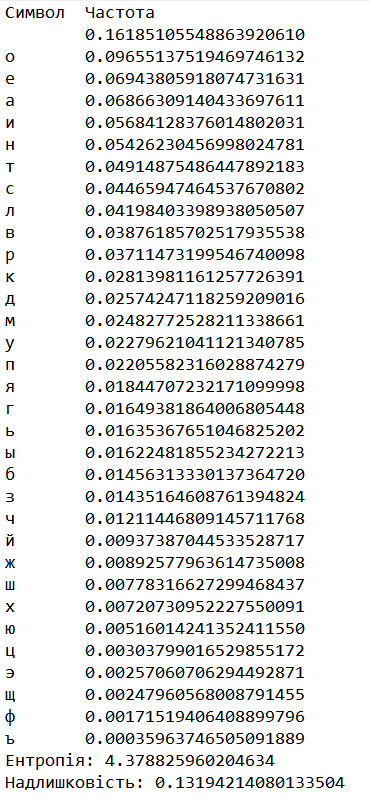 Символ  Частота
0.16185105548863920610
о 0.09655137519469746132
е 0.06943805918074731631
а 0.06866309140433697611
и 0.05684128376014802031
н 0.05426230456998024781
т 0.04914875486447892183
с 0.04465947464537670802
л 0.04198403398938050507
в 0.03876185702517935538
р 0.03711473199546740098
к 0.02813981161257726391
д 0.02574247118259209016
м 0.02482772528211338661
у 0.02279621041121340785
п 0.02205582316028874279
я 0.01844707232171099998
г 0.01649381864006805448
ь 0.01635367651046825202
ы 0.01622481855234272213
б 0.01456313330137364720
з 0.01435164608761394824
ч 0.01211446809145711768
й 0.00937387044533528717
ж 0.00892577963614735008
ш 0.00778316627299468437
х 0.00720730952227550091
ю 0.00516014241352411550
ц 0.00303799016529855172
э 0.00257060706294492871
щ 0.00247960568008791455
ф 0.00171519406408899796
ъ 0.00035963746505091889
Ентропія: 4.378825960204634
Надлишковість: 0.13194214080133504